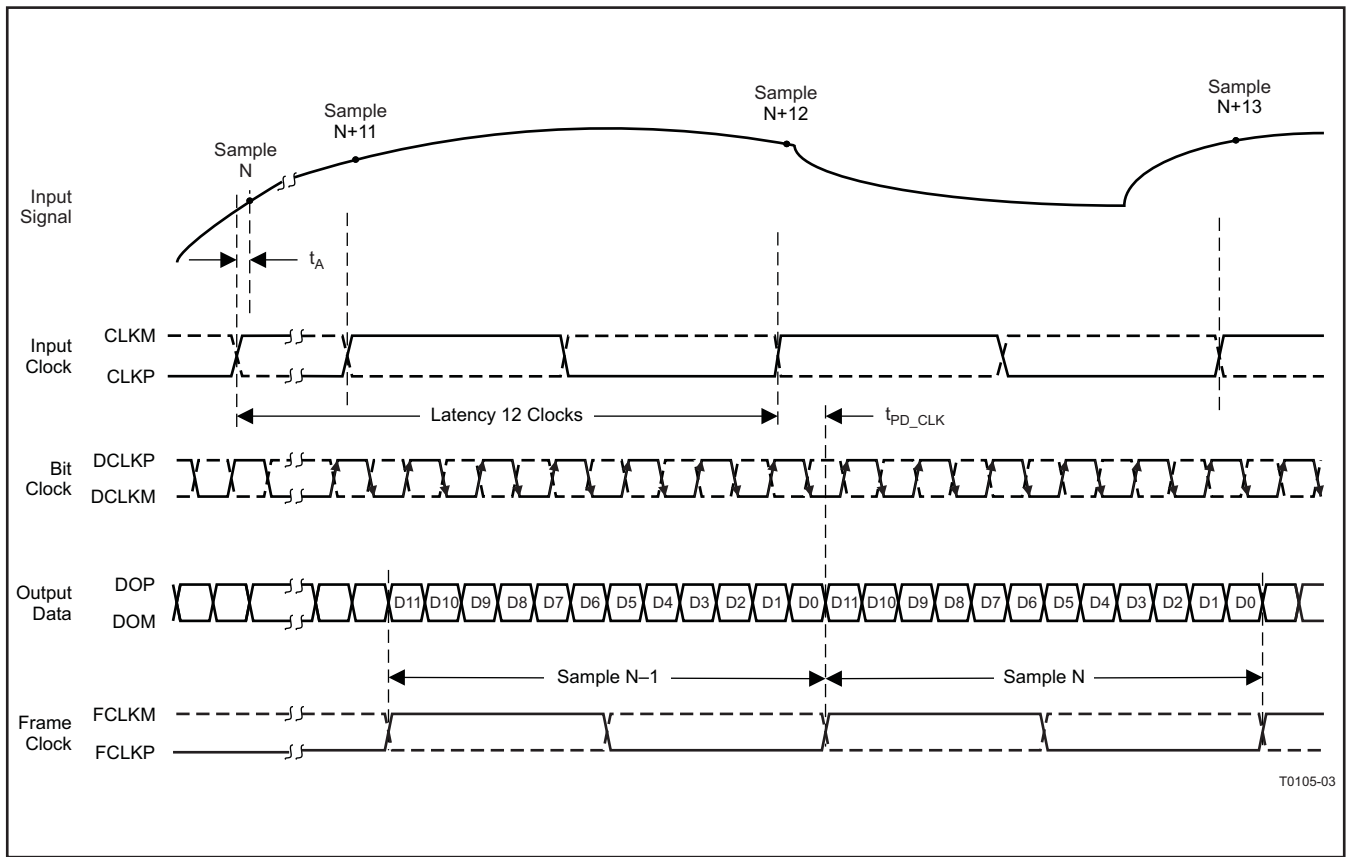 Sample
N
Sample
N+11
Sample
N+12
Sample
N+13
Input
Signal
tA
Input
Clock
CLKM
CLKP
Latency 12 Clocks
tPD_CLK
Bit
Clock
DCLKP
DCLKM
Output
Data
DOP
DOM
D11 D10 D9 D8 D7 D6 D5 D4 D3 D2 D1 D0 D11 D10 D9 D8 D7 D6 D5 D4 D3 D2 D1 D0
Sample N–1
Sample N
Frame
Clock
FCLKM
FCLKP
T0105-03